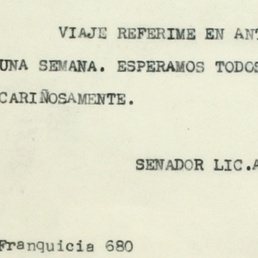 VIAJE REFERIME EN ANT
UNA SEMANA. ESPERAMOS TODOS
CARIÑOSAMENTE.
SENADOR LIC.A
Franquicia 680